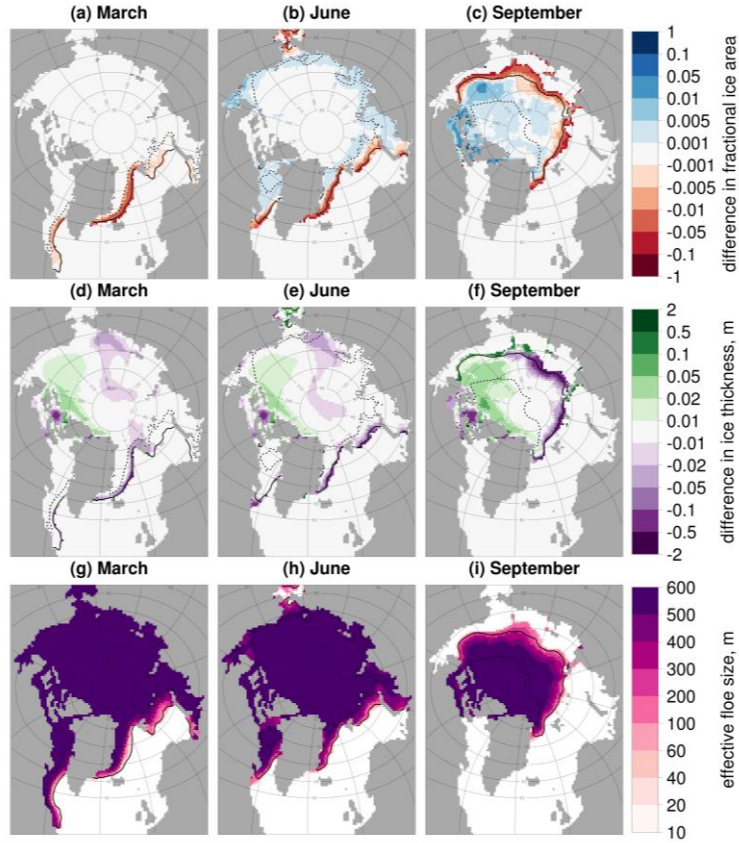 (a) March
(b) June
(c) September
1
0.1
0.05
0.01
0.005
0.001
-0.001
-0.005
-0.01
-0.05
-0.1
-1
difference in fractional ice area
(d) March
(e) June
(f) September
2
0.5
0.1
0.05
0.02
0.01
-0.01
-0.02
-0.05
-0.1
-0.5
-2
difference in ice thickness, m
(g) March
(h) June
(i) September
600
500
400
300
200
100
60
40
20
10
effective floe size, m